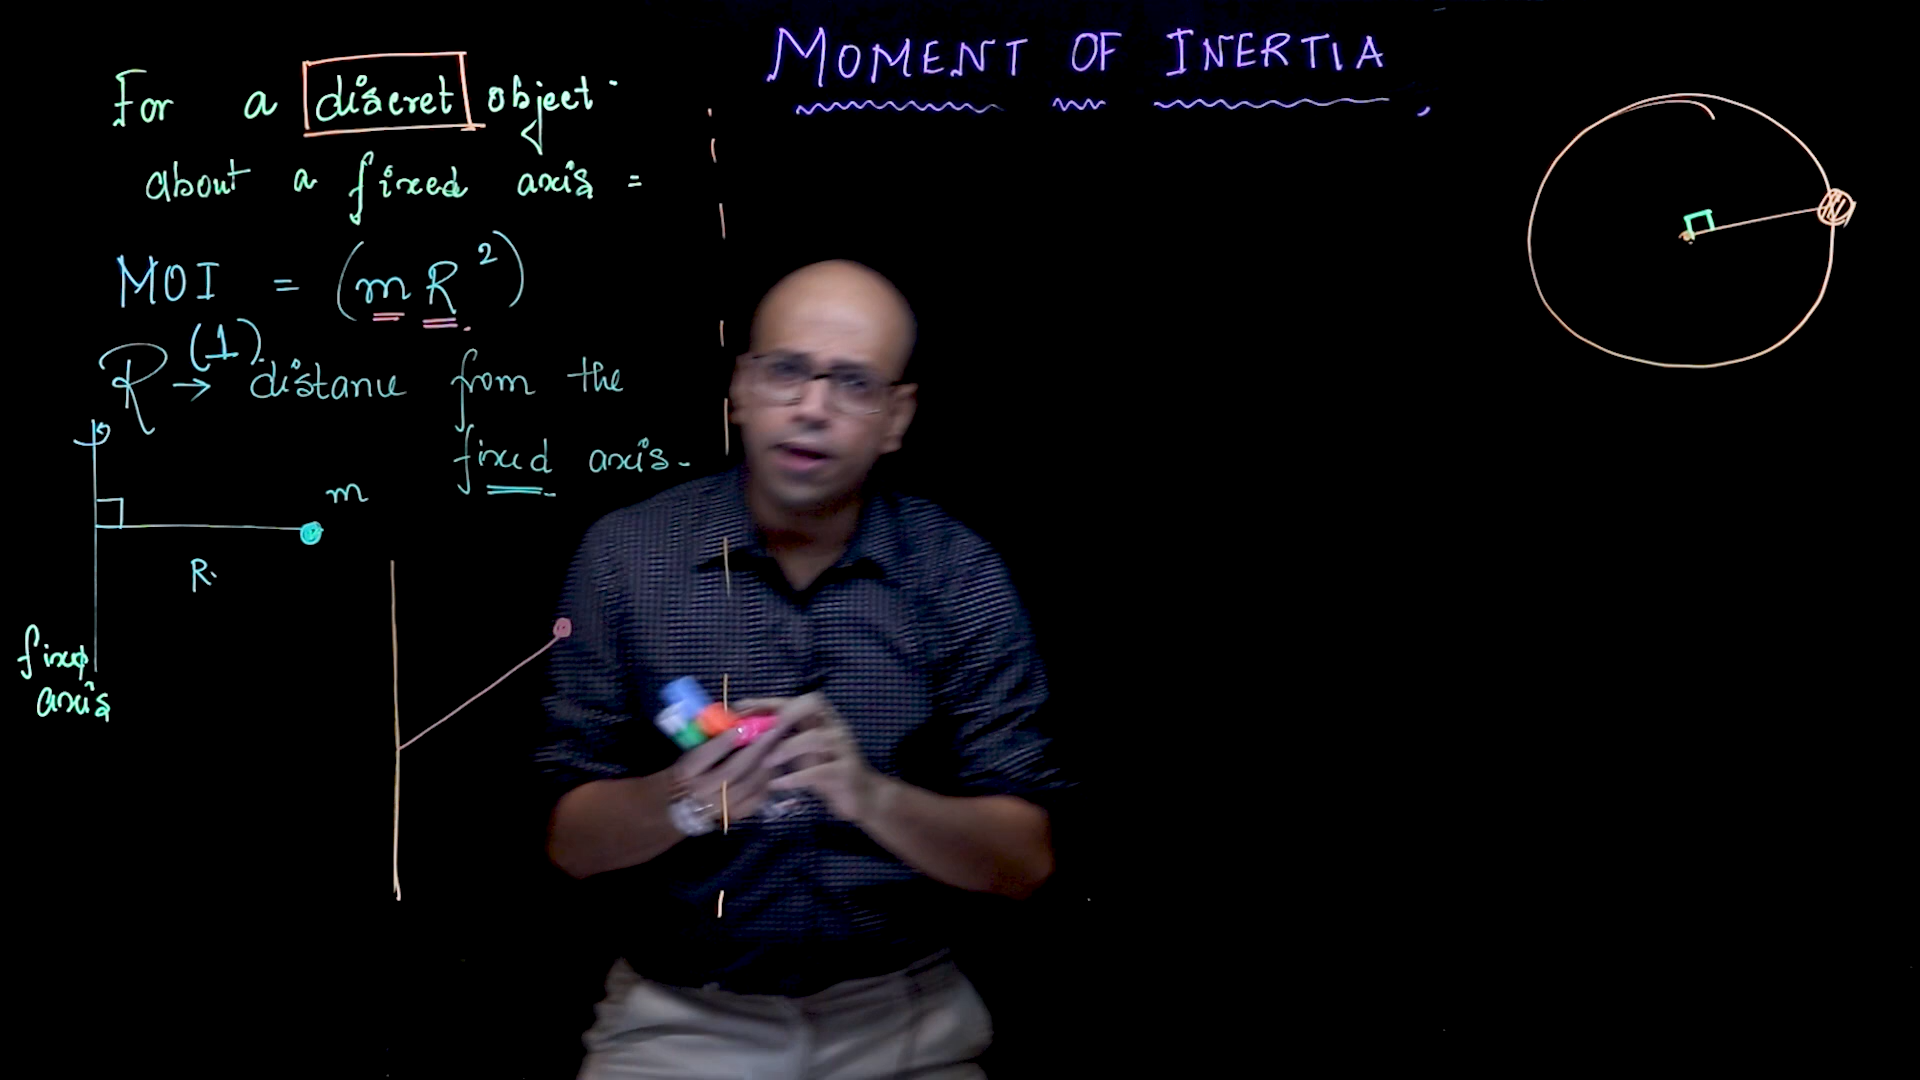 MOMENT OF INERTIA
For a discret object
about a fixed axis =
MOI = (mR²)
(1)
R → distance from the
fixed axis.
m
R.
fixed
axis